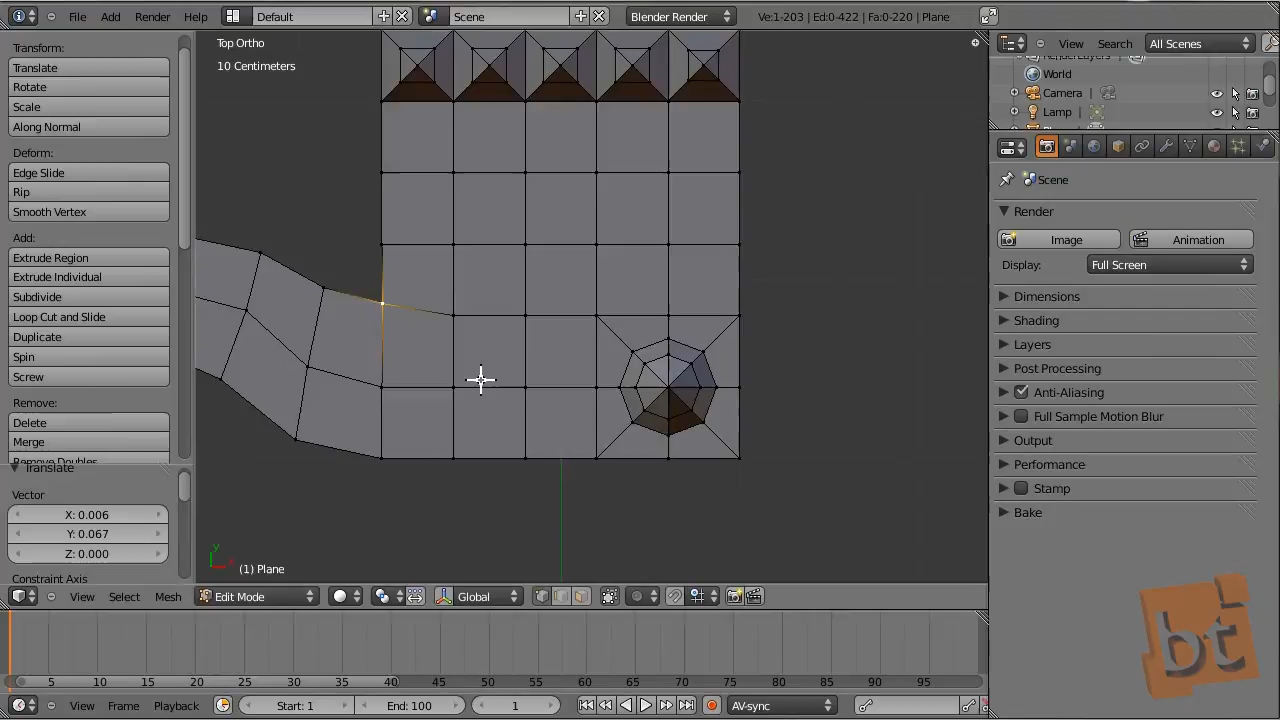 File Add Render Help Default Scene Blender Render Ve:1-203 | Ed:0-422 | Fa:0-220 | Plane
Transform:
Translate
Rotate
Scale
Along Normal
Deform:
Edge Slide
Rip
Smooth Vertex
Add:
Extrude Region
Extrude Individual
Subdivide
Loop Cut and Slide
Duplicate
Spin
Screw
Remove:
Delete
Merge
Remove Doubles
Translate
Vector
X: 0.006
Y: 0.067
Z: 0.000
Constraint Axis
Top Ortho
10 Centimeters
y
(1) Plane
View Select Mesh Edit Mode Global
View Search All Scenes
RenderLayers
World
Camera
Lamp
Scene
Render
Image Animation
Display: Full Screen
Dimensions
Shading
Layers
Post Processing
Anti-Aliasing
Full Sample Motion Blur
Output
Performance
Stamp
Bake
5 10 15 20 25 30 35 40 45 50 55 60 65 70 75 80 85 90 95
View Frame Playback Start: 1 End: 100 1 AV-sync
bt